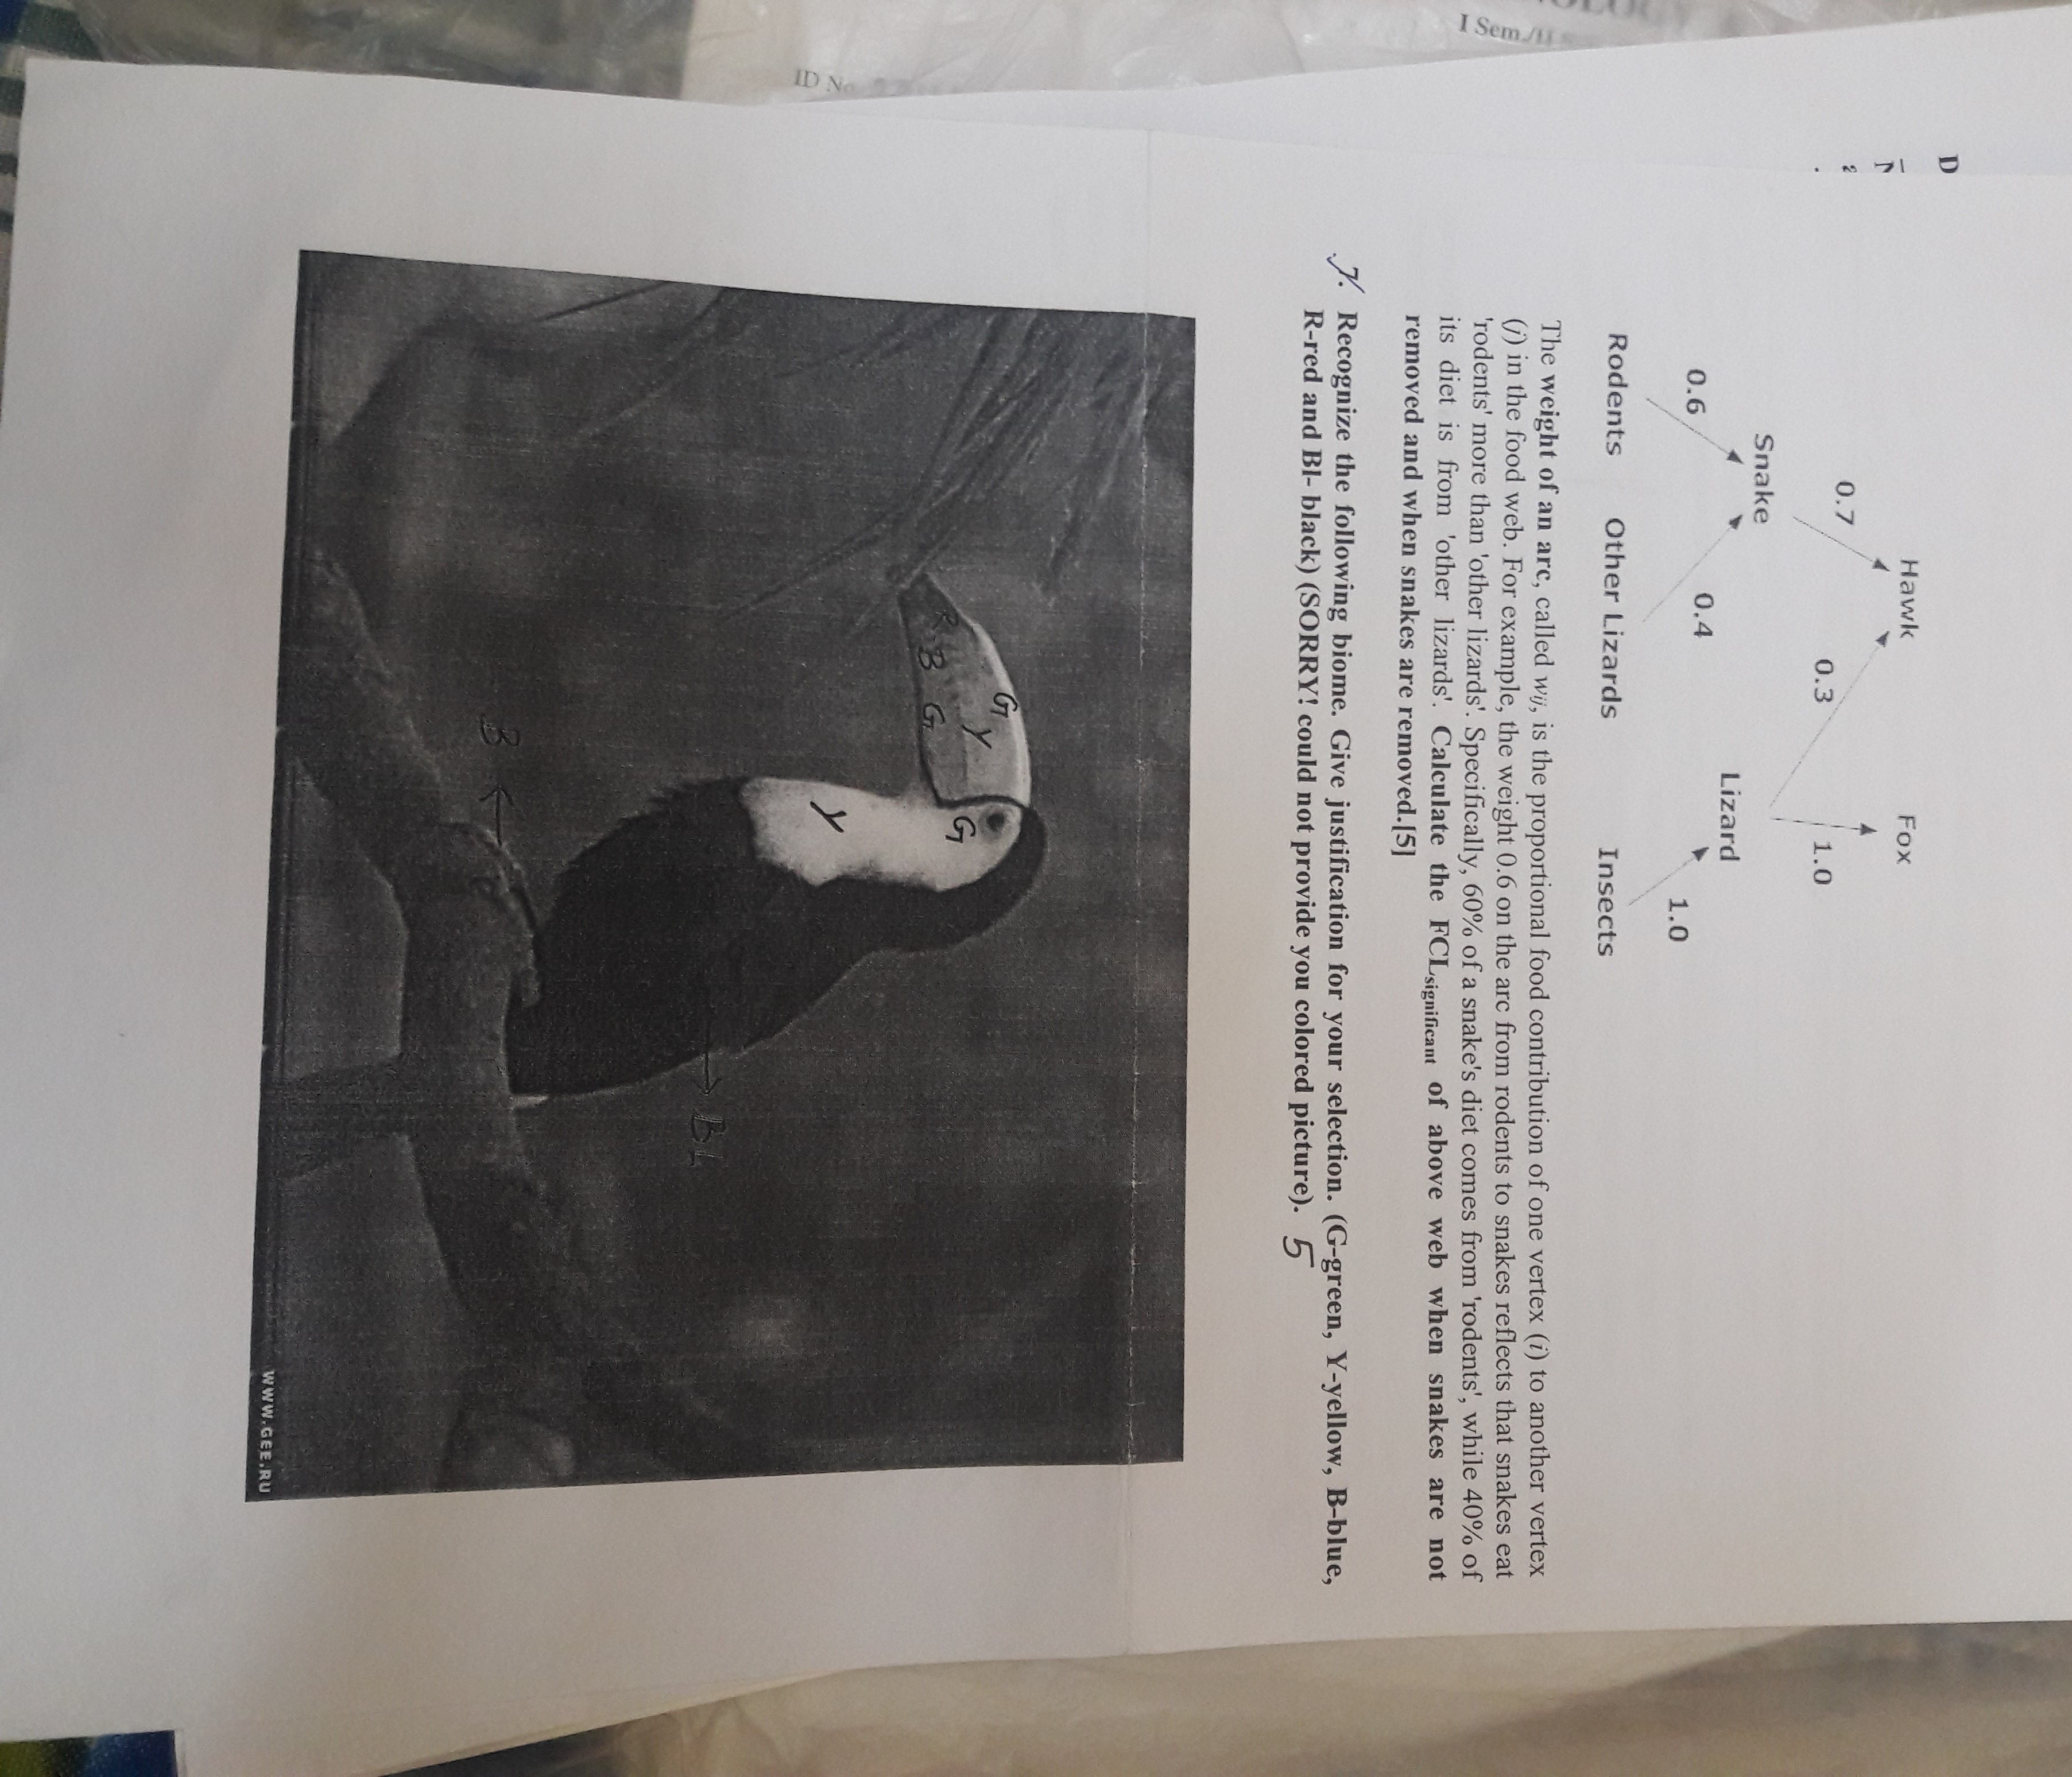 I Sem./II
ID No.
D
Hawk
Fox
0.7
0.3
1.0
Snake
Lizard
0.6
0.4
1.0
Rodents Other Lizards Insects
The weight of an arc, called wij, is the proportional food contribution of one vertex (i) to another vertex
(j) in the food web. For example, the weight 0.6 on the arc from rodents to snakes reflects that snakes eat
'rodents' more than 'other lizards'. Specifically, 60% of a snake's diet comes from 'rodents', while 40% of
its diet is from 'other lizards'. Calculate the FCLsignificant of above web when snakes are not
removed and when snakes are removed.[5]
7. Recognize the following biome. Give justification for your selection. (G-green, Y-yellow, B-blue,
R-red and Bl- black) (SORRY! could not provide you colored picture). 5
G
Y
G
R B G
Y
BL
B
WWW.GEE.RU